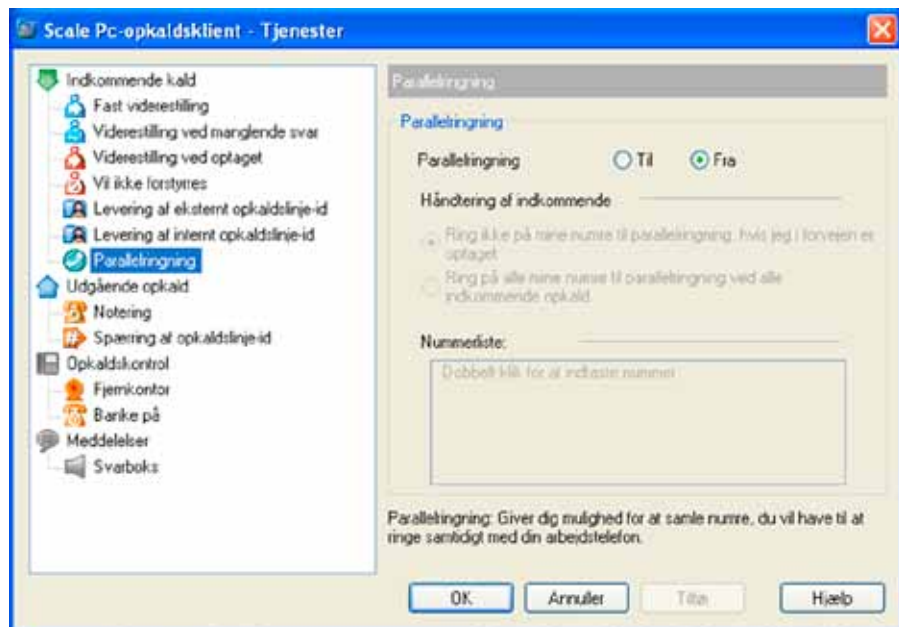 Scale Pc-opkaldsklient - Tjenester
Indkommende kald
Fast viderestilling
Viderestilling ved manglende svar
Viderestilling ved optaget
Vil ikke forstyrres
Levering af eksternt opkaldslinje-id
Levering af internt opkaldslinje-id
Parallelringning
Udgående opkald
Notering
Spærring af opkaldslinje-id
Opkaldskontrol
Fjernkontor
Banke på
Meddelelser
Svarboks
Parallelringning
Parallelringning
Parallelringning Til Fra
Håndtering af indkommende
Ring ikke på mine numre til parallelringning, hvis jeg i forvejen er
optaget
Ring på alle mine numre til parallelringning ved alle
indkommende opkald
Nummerliste:
Dobbelt klik for at indtaste nummer
Parallelringning: Giver dig mulighed for at samle numre, du vil have til at
ringe samtidigt med din arbejdstelefon.
OK Annuller Tilføj Hjælp